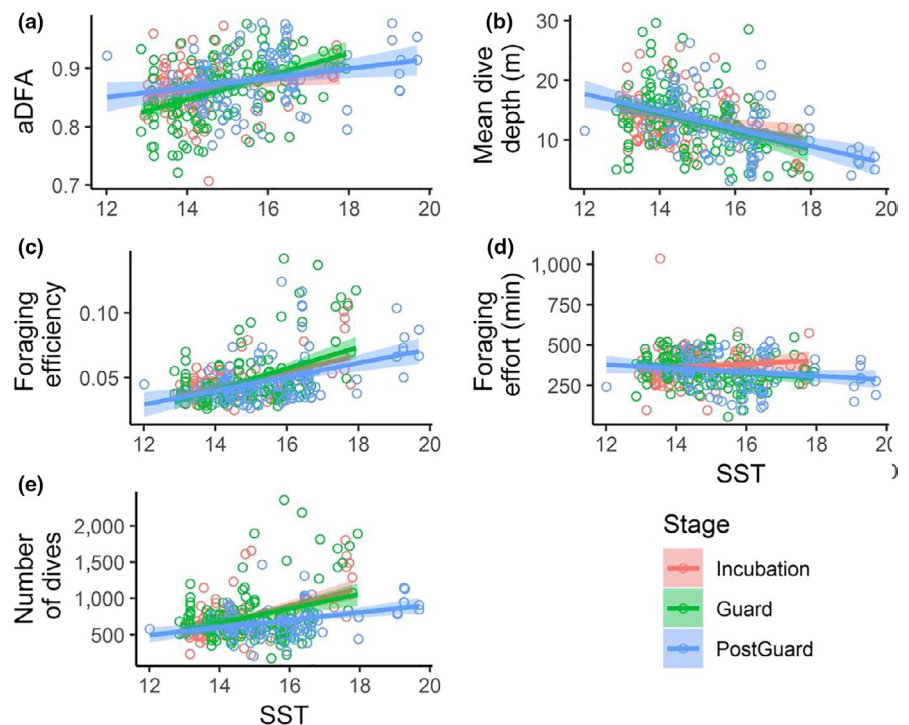 (a)
aDFA
0.9
0.8
0.7
12 14 16 18 20
(b)
Mean dive
depth (m)
30
20
10
12 14 16 18 20
(c)
Foraging
efficiency
0.10
0.05
12 14 16 18 20
(d)
Foraging
effort (min)
1,000
750
500
250
12 14 16 18 20
SST
(e)
Number
of dives
2,000
1,500
1,000
500
12 14 16 18 20
SST
Stage
Incubation
Guard
PostGuard